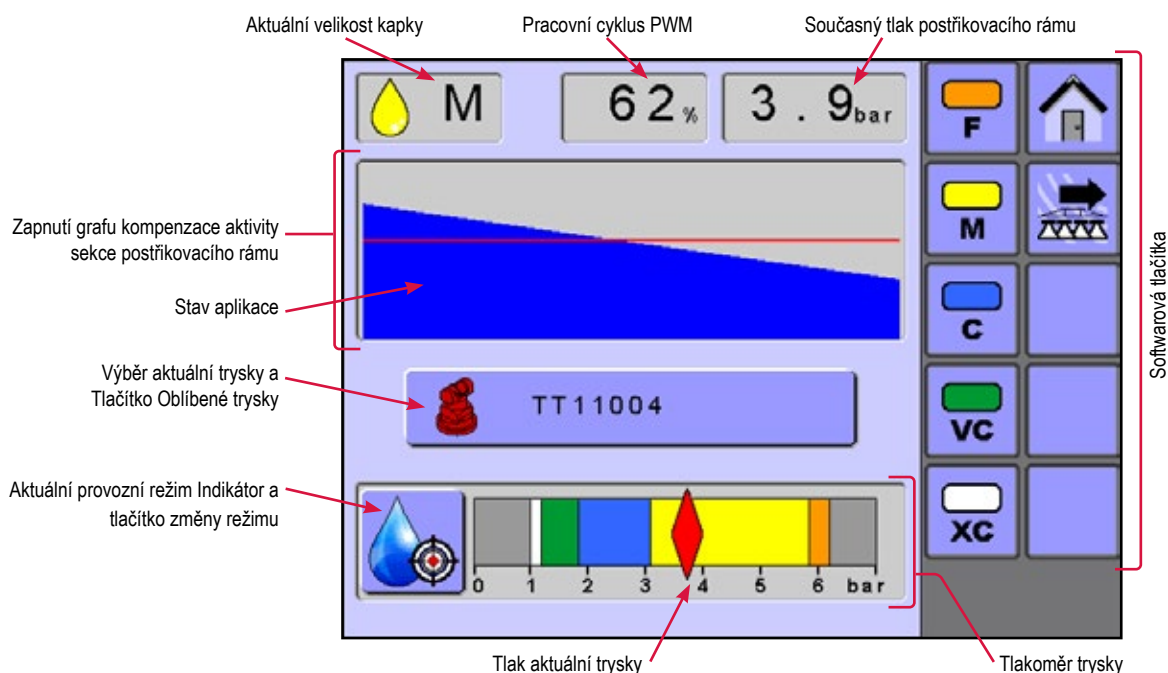 Aktuální velikost kapky
Pracovní cyklus PWM
Současný tlak postřikovacího rámu
M
62%
3 . 9bar
F
M
C
VC
XC
Softwarová tlačítka
Zapnutí grafu kompenzace aktivity
sekce postřikovacího rámu
Stav aplikace
Výběr aktuální trysky a
Tlačítko Oblíbené trysky
TT11004
Aktuální provozní režim Indikátor a
tlačítko změny režimu
0 1 2 3 4 5 6 bar
Tlak aktuální trysky
Tlakoměr trysky